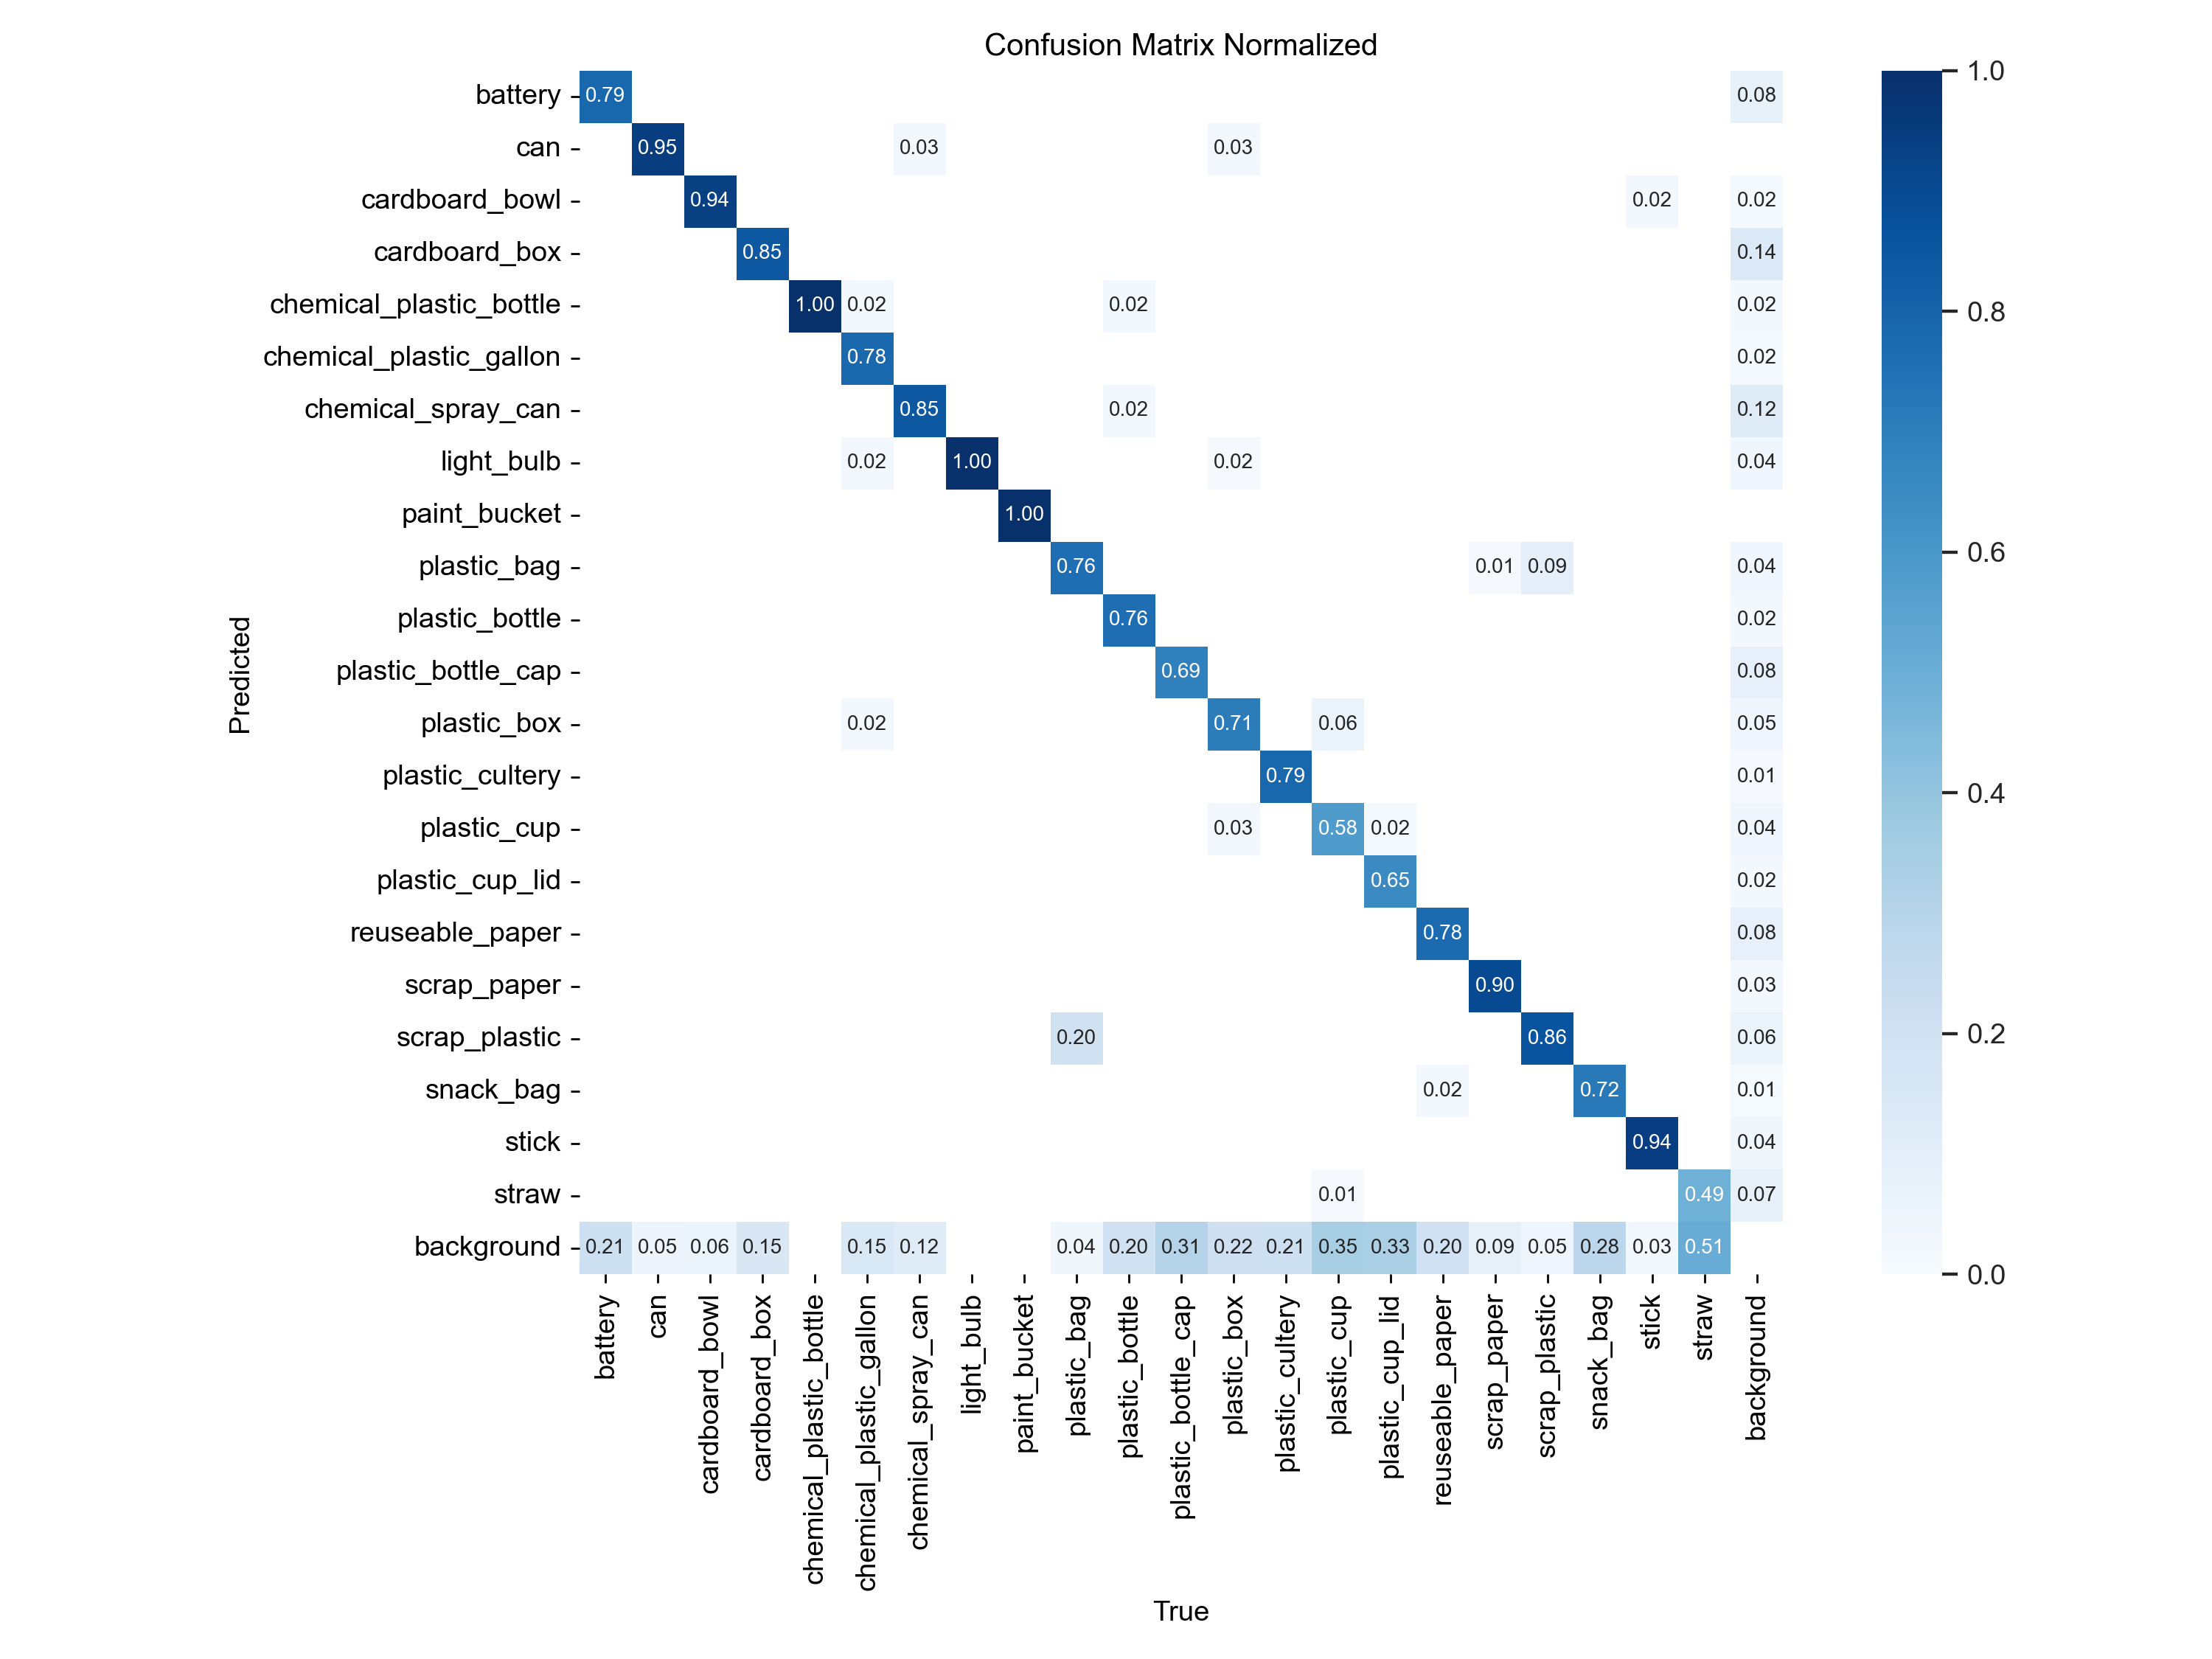 Confusion Matrix Normalized
battery 0.79 0.08
can 0.95 0.03 0.03
cardboard_bowl 0.94 0.02 0.02
cardboard_box 0.85 0.14
chemical_plastic_bottle 1.00 0.02 0.02 0.02
chemical_plastic_gallon 0.78 0.02
chemical_spray_can 0.85 0.02 0.12
light_bulb 0.02 1.00 0.02 0.04
paint_bucket 1.00
plastic_bag 0.76 0.01 0.09 0.04
plastic_bottle 0.76 0.02
plastic_bottle_cap 0.69 0.08
plastic_box 0.02 0.71 0.06 0.05
plastic_cultery 0.79 0.01
plastic_cup 0.03 0.58 0.02 0.04
plastic_cup_lid 0.65 0.02
reuseable_paper 0.78 0.08
scrap_paper 0.90 0.03
scrap_plastic 0.20 0.86 0.06
snack_bag 0.02 0.72 0.01
stick 0.94 0.04
straw 0.01 0.49 0.07
background 0.21 0.05 0.06 0.15 0.15 0.12 0.04 0.20 0.31 0.22 0.21 0.35 0.33 0.20 0.09 0.05 0.28 0.03 0.51
Predicted
battery
can
cardboard_bowl
cardboard_box
chemical_plastic_bottle
chemical_plastic_gallon
chemical_spray_can
light_bulb
paint_bucket
plastic_bag
plastic_bottle
plastic_bottle_cap
plastic_box
plastic_cultery
plastic_cup
plastic_cup_lid
reuseable_paper
scrap_paper
scrap_plastic
snack_bag
stick
straw
background
True
1.0
0.8
0.6
0.4
0.2
0.0